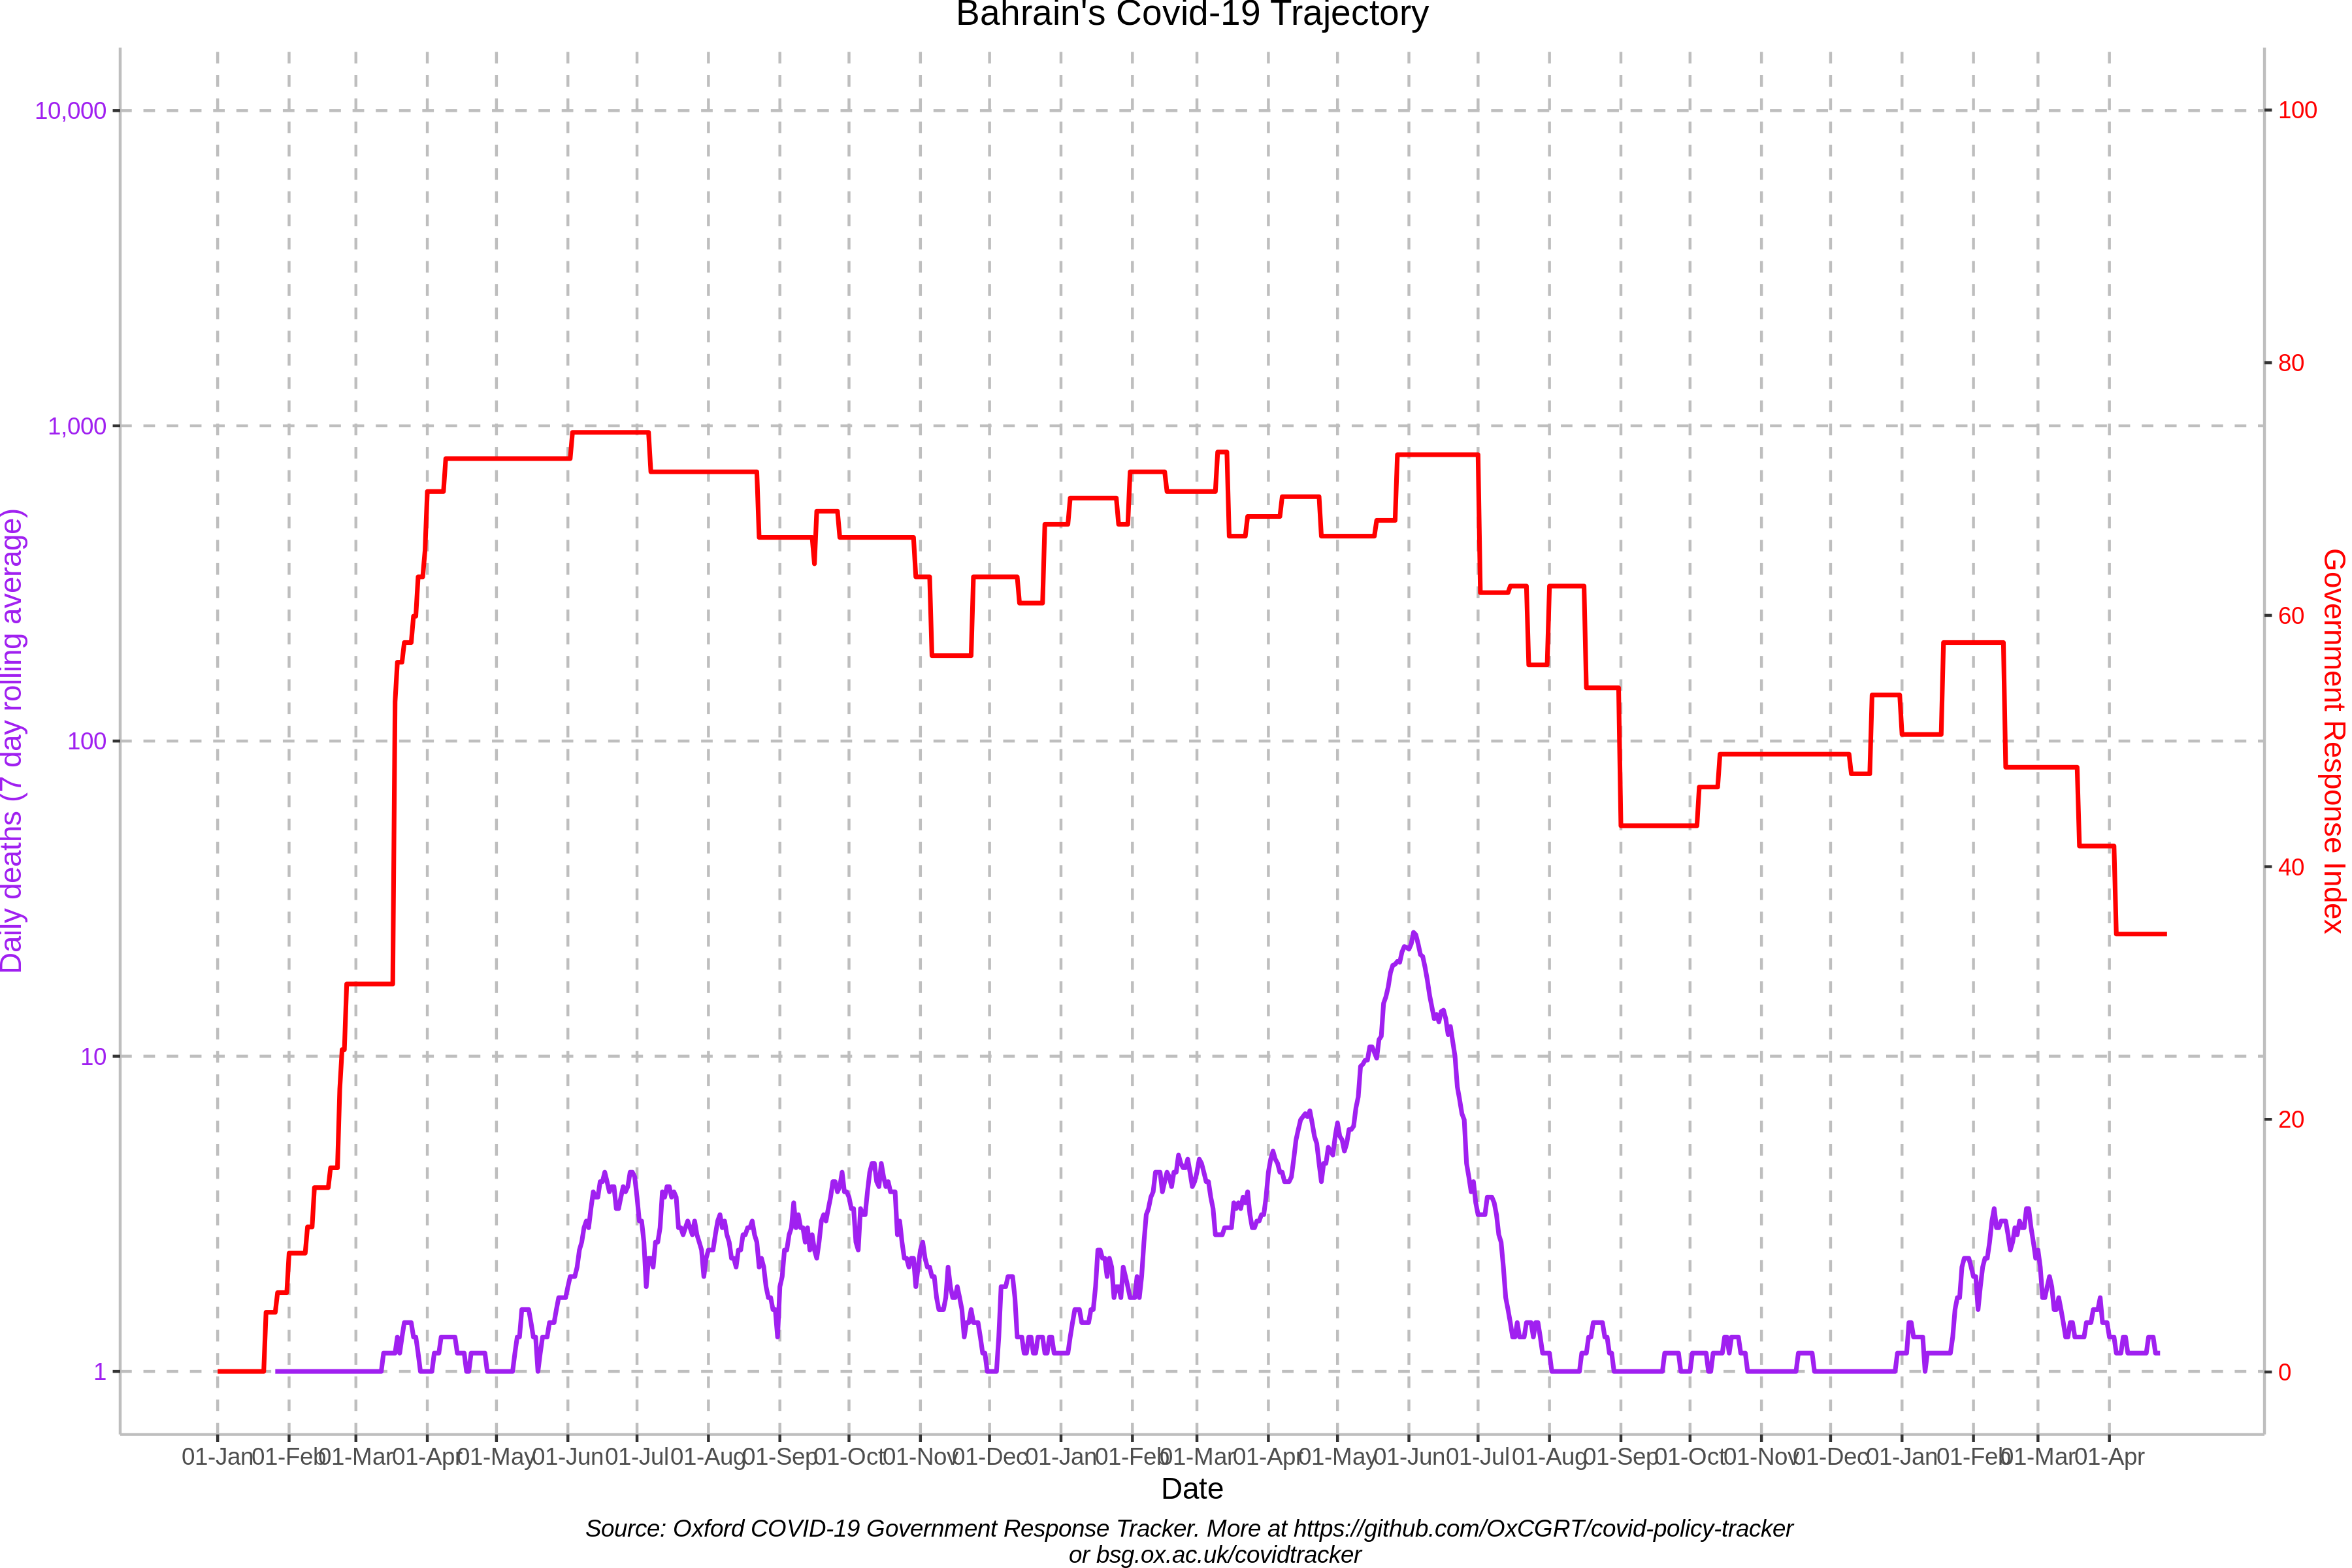 Bahrain's Covid-19 Trajectory
10,000
1,000
100
10
1
Daily deaths (7 day rolling average)
100
80
60
40
20
0
Government Response Index
01-Jan 01-Feb 01-Mar 01-Apr 01-May 01-Jun 01-Jul 01-Aug 01-Sep 01-Oct 01-Nov 01-Dec 01-Jan 01-Feb 01-Mar 01-Apr 01-May 01-Jun 01-Jul 01-Aug 01-Sep 01-Oct 01-Nov 01-Dec 01-Jan 01-Feb 01-Mar 01-Apr
Date
Source: Oxford COVID-19 Government Response Tracker. More at https://github.com/OxCGRT/covid-policy-tracker
or bsg.ox.ac.uk/covidtracker